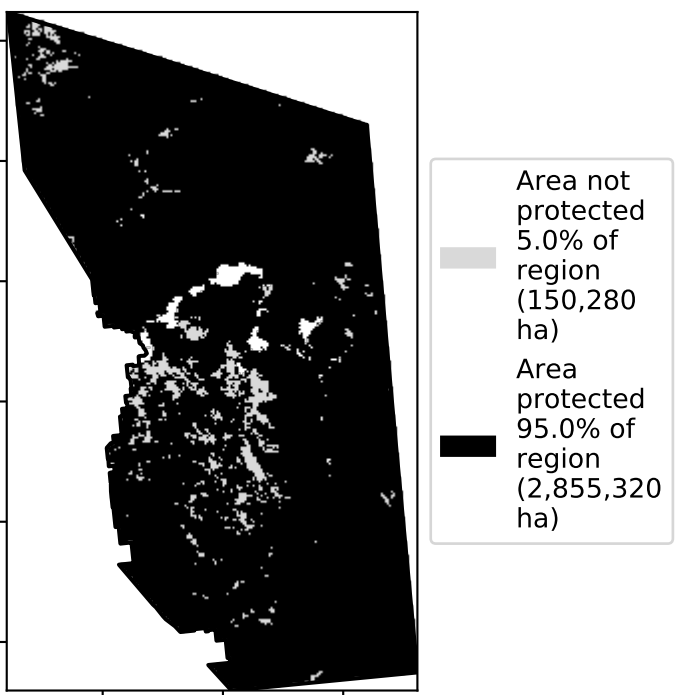 Area not
protected
5.0% of
region
(150,280
ha)
Area
protected
95.0% of
region
(2,855,320
ha)